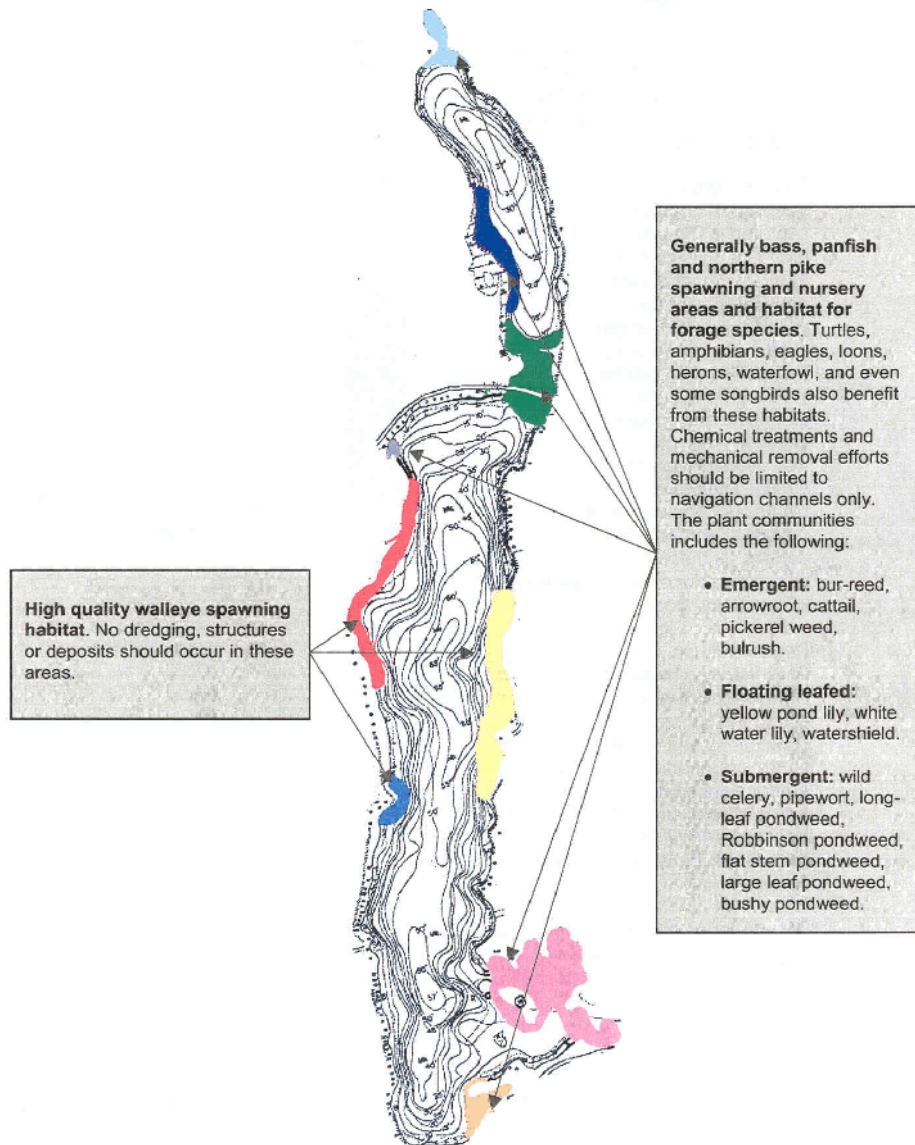 Generally bass, panfish
and northern pike
spawning and nursery
areas and habitat for
forage species. Turtles,
amphibians, eagles, loons,
herons, waterfowl, and even
some songbirds also benefit
from these habitats.
Chemical treatments and
mechanical removal efforts
should be limited to
navigation channels only.
The plant communities
includes the following:
• Emergent: bur-reed,
arrowroot, cattail,
pickerel weed,
bulrush.
• Floating leafed:
yellow pond lily, white
water lily, watershield.
• Submergent: wild
celery, pipewort, long-
leaf pondweed,
Robbinson pondweed,
flat stem pondweed,
large leaf pondweed,
bushy pondweed.
High quality walleye spawning
habitat. No dredging, structures
or deposits should occur in these
areas.